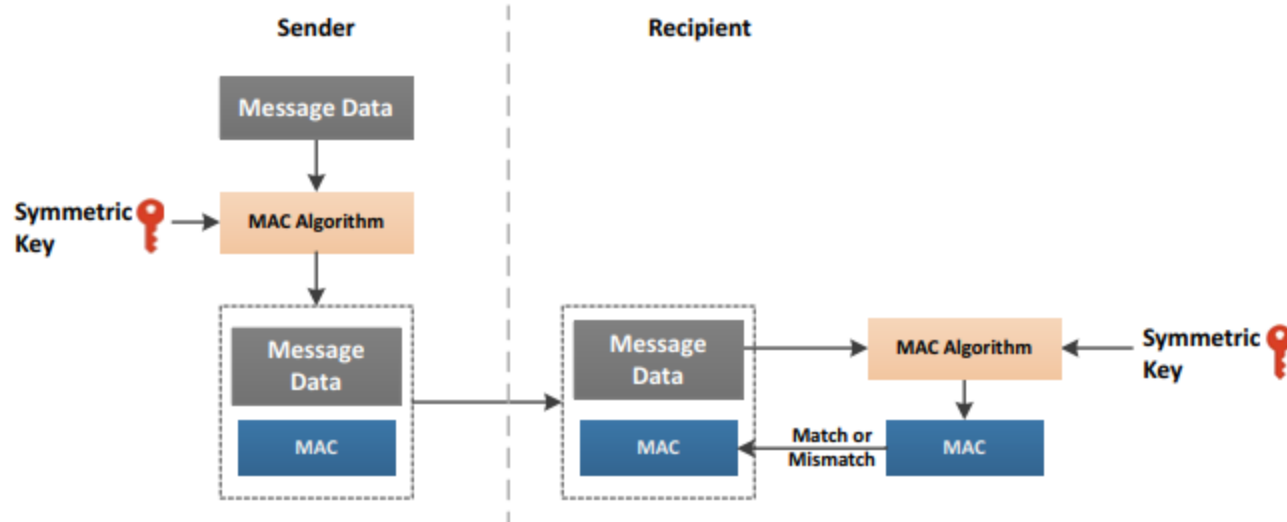 Sender
Recipient
Message Data
Symmetric
Key
MAC Algorithm
Message
Data
MAC
Message
Data
MAC
MAC Algorithm
Symmetric
Key
Match or
Mismatch
MAC